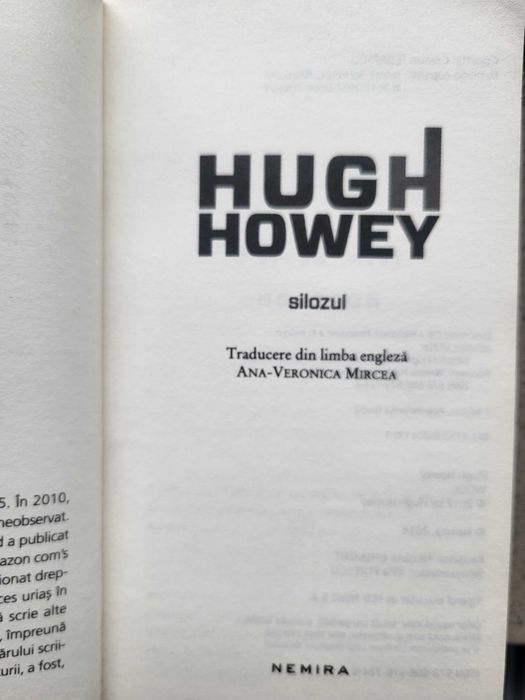 HUGH
HOWEY
silozul
Traducere din limba engleză
ANA-VERONICA MIRCEA
NEMIRA
5. În 2010,
neobservat.
a publicat
azon com's
ionat drep-
ces uriaș în
scrie alte
, împreună
ărului scrii-
urii, a fost,